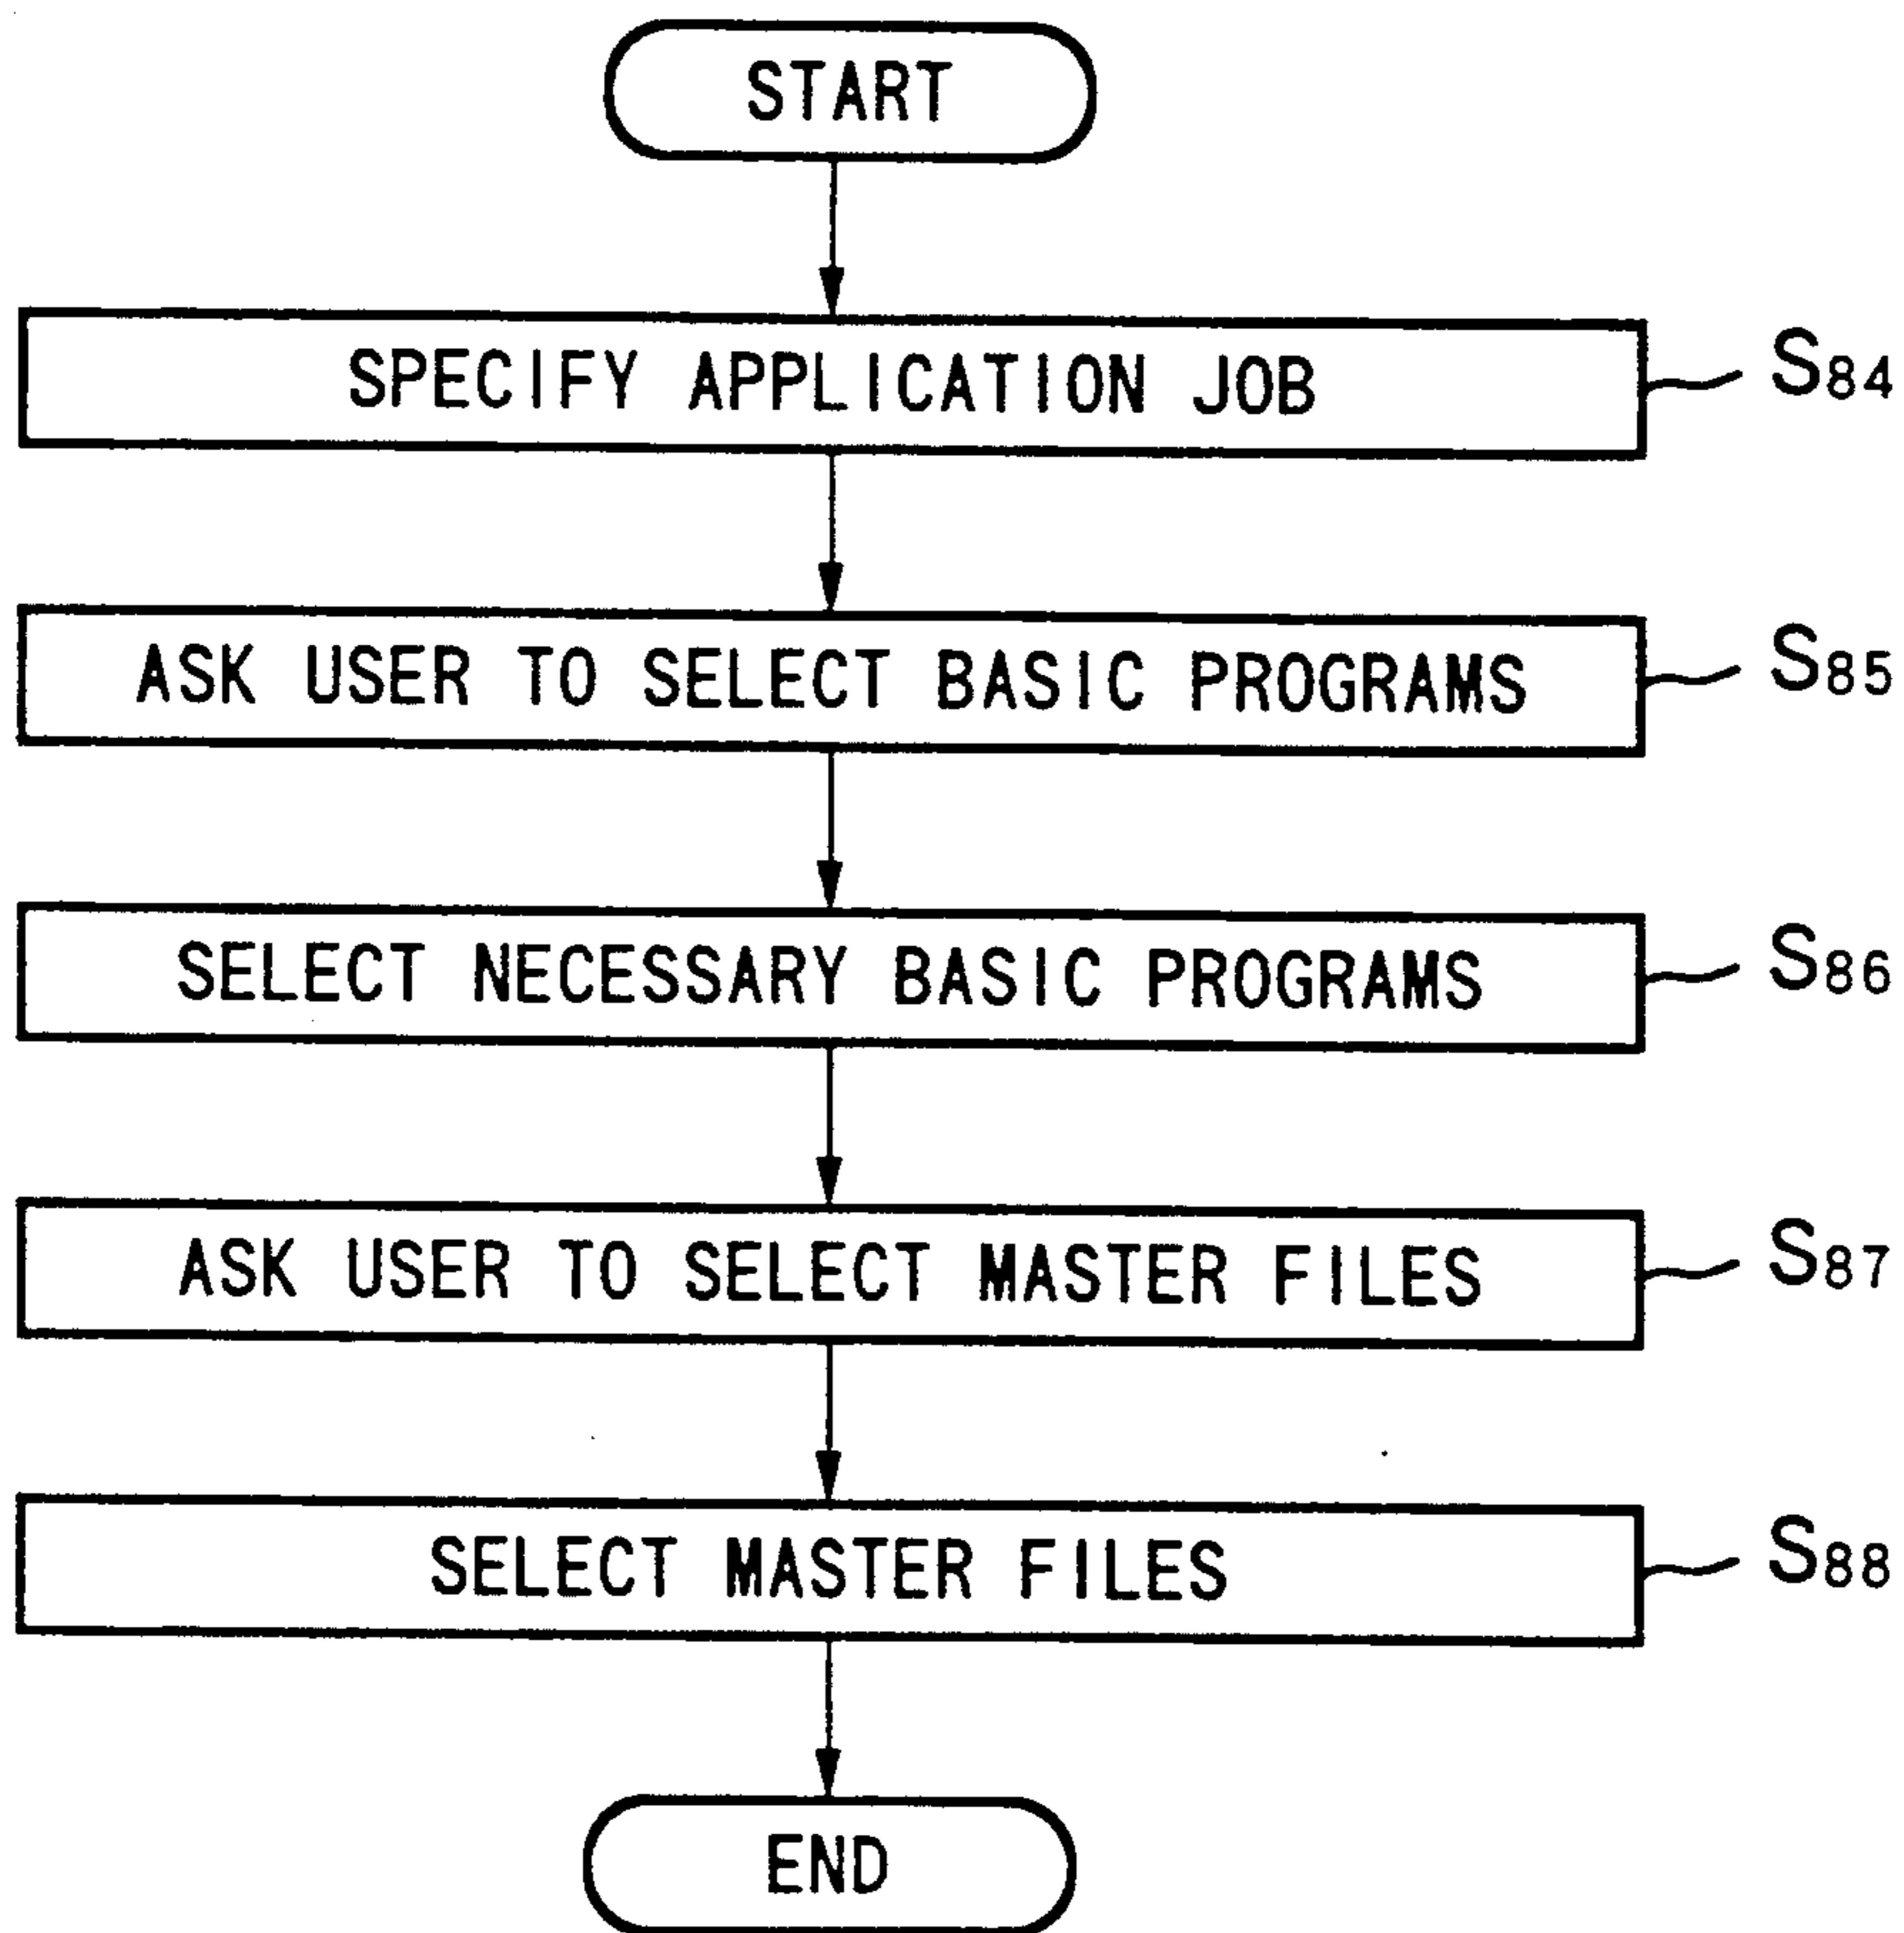 START
SPECIFY APPLICATION JOB S84
ASK USER TO SELECT BASIC PROGRAMS S85
SELECT NECESSARY BASIC PROGRAMS S86
ASK USER TO SELECT MASTER FILES S87
SELECT MASTER FILES S88
END